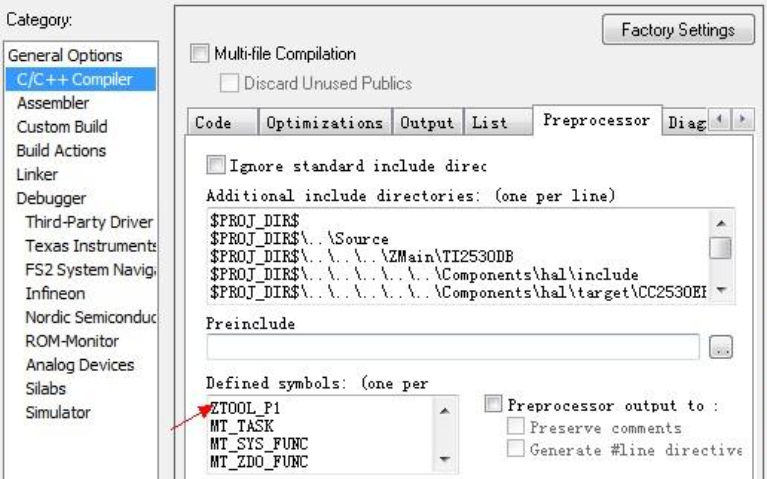 Category:
General Options
C/C++ Compiler
Assembler
Custom Build
Build Actions
Linker
Debugger
Third-Party Driver
Texas Instruments
FS2 System Navig
Infineon
Nordic Semiconduc
ROM-Monitor
Analog Devices
Silabs
Simulator
Factory Settings
Multi-file Compilation
Discard Unused Publics
Code Optimizations Output List Preprocessor Diag
Ignore standard include direc
Additional include directories: (one per line)
$PROJ_DIR$
$PROJ_DIR$\..\Source
$PROJ_DIR$\..\..\..\ZMain\TI2530DB
$PROJ_DIR$\..\..\..\..\..\Components\hal\include
$PROJ_DIR$\..\..\..\..\..\Components\hal\target\CC2530EB
Preinclude
...
Defined symbols: (one per
ZTOOL_P1
MT_TASK
MT_SYS_FUNC
MT_ZDO_FUNC
Preprocessor output to :
Preserve comments
Generate #line directive